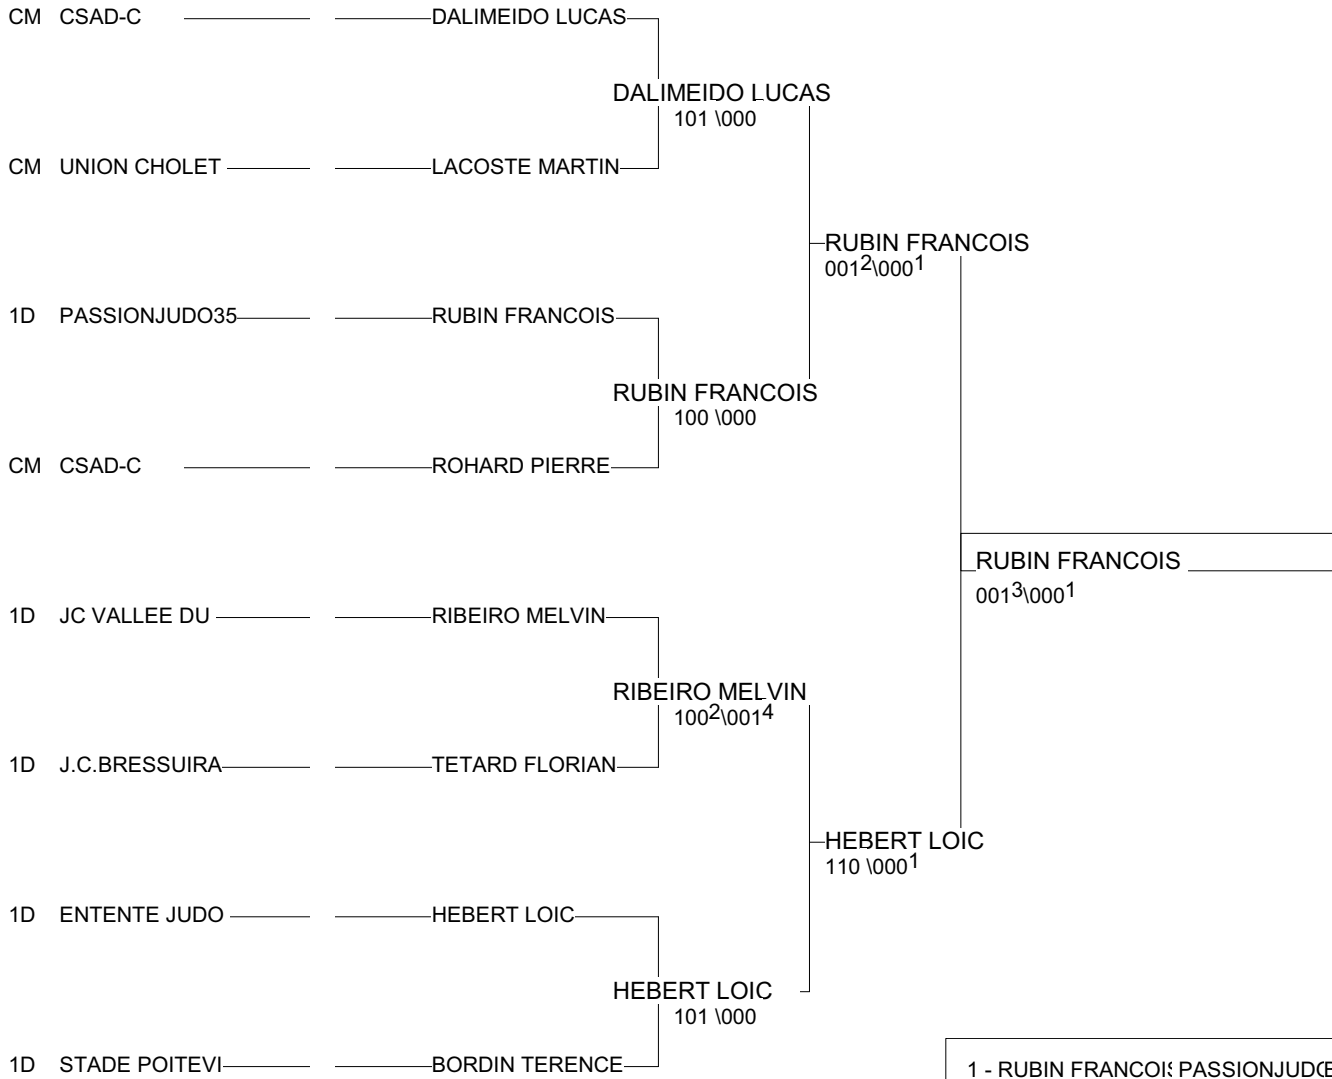 CM CSAD-C DALIMEIDO LUCAS
DALIMEIDO LUCAS
101 \000
CM UNION CHOLET LACOSTE MARTIN
RUBIN FRANCOIS
001²\000¹
1D PASSIONJUDO35 RUBIN FRANCOIS
RUBIN FRANCOIS
100 \000
CM CSAD-C ROHARD PIERRE
RUBIN FRANCOIS
001³\000¹
1D JC VALLEE DU RIBEIRO MELVIN
RIBEIRO MELVIN
100²\001⁴
1D J.C.BRESSUIRA TETARD FLORIAN
HEBERT LOIC
110 \000¹
1D ENTENTE JUDO HEBERT LOIC
HEBERT LOIC
101 \000
1D STADE POITEVI BORDIN TERENCE
1 - RUBIN FRANCOIS PASSIONJUDO